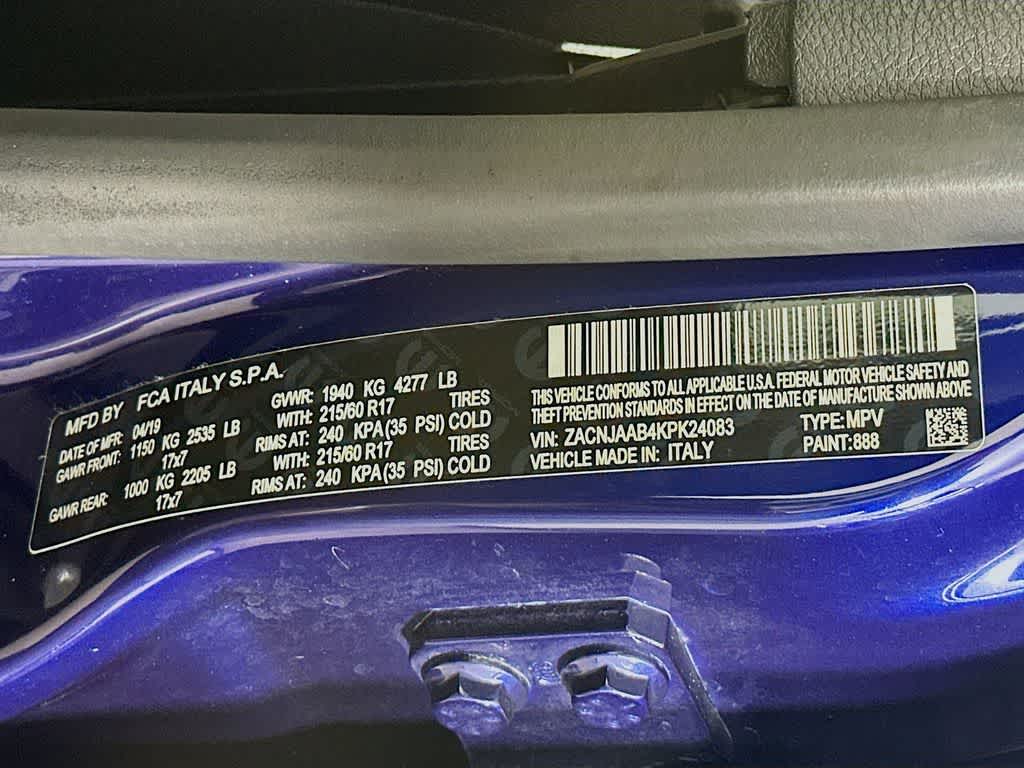 MFD BY FCA ITALY S.P.A.
DATE OF MFR: 04/19 GVWR: 1940 KG 4277 LB
GAWR FRONT: 1150 KG 2535 LB WITH: 215/60 R17 TIRES
17x7 RIMS AT: 240 KPA(35 PSI) COLD
GAWR REAR: 1000 KG 2205 LB WITH: 215/60 R17 TIRES
17x7 RIMS AT: 240 KPA(35 PSI) COLD
THIS VEHICLE CONFORMS TO ALL APPLICABLE U.S.A. FEDERAL MOTOR VEHICLE SAFETY AND
THEFT PREVENTION STANDARDS IN EFFECT ON THE DATE OF MANUFACTURE SHOWN ABOVE
VIN: ZACNJAAB4KPK24083 TYPE: MPV
VEHICLE MADE IN: ITALY PAINT: 888